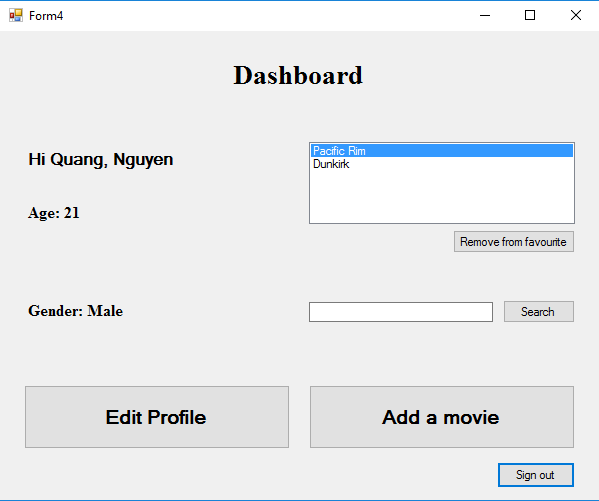 Form4
Dashboard
Hi Quang, Nguyen
Pacific Rim
Dunkirk
Age: 21
Remove from favourite
Gender: Male
Search
Edit Profile
Add a movie
Sign out